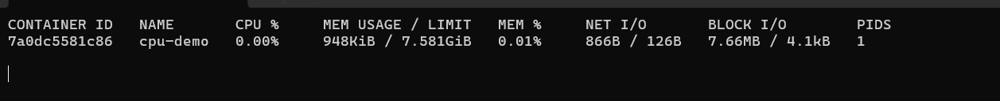 CONTAINER ID   NAME       CPU %     MEM USAGE / LIMIT   MEM %     NET I/O       BLOCK I/O        PIDS
7a0dc5581c86   cpu-demo   0.00%     948KiB / 7.581GiB   0.01%     866B / 126B   7.66MB / 4.1kB   1